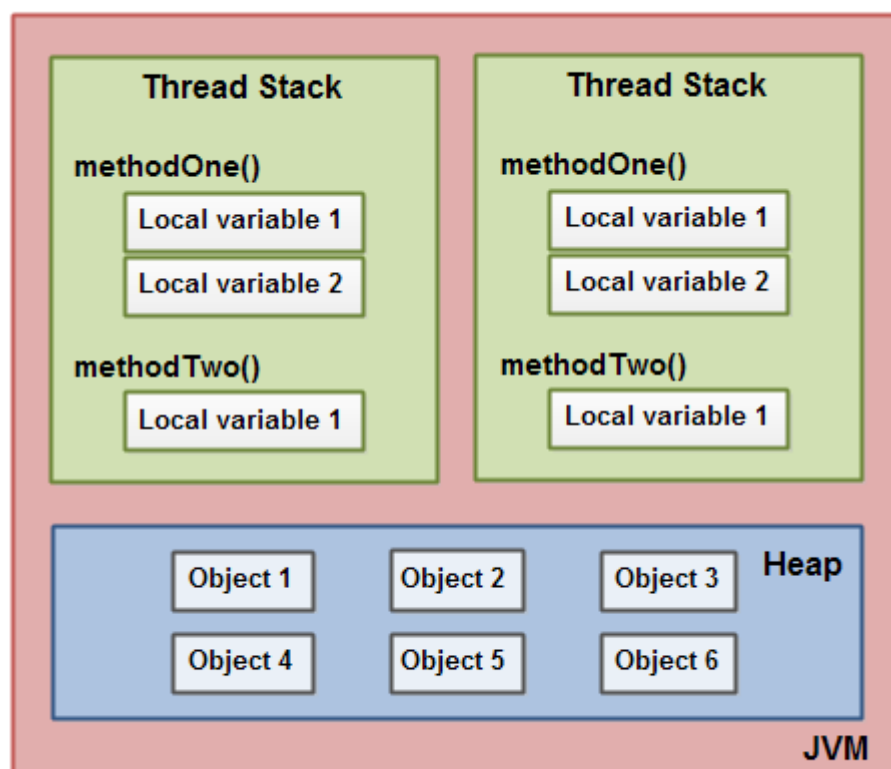 Thread Stack
methodOne()
Local variable 1
Local variable 2
methodTwo()
Local variable 1
Thread Stack
methodOne()
Local variable 1
Local variable 2
methodTwo()
Local variable 1
Heap
Object 1
Object 2
Object 3
Object 4
Object 5
Object 6
JVM